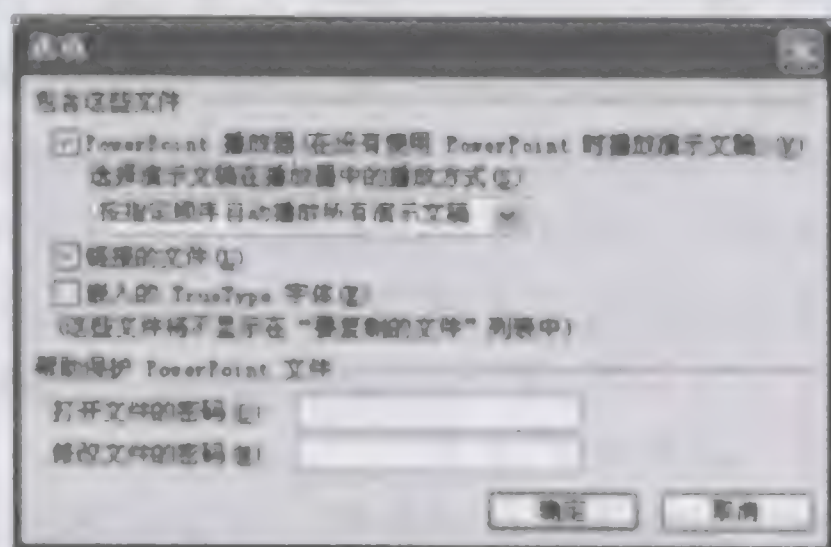 选项
包含这些文件
PowerPoint 播放器(在没有使用 PowerPoint 时播放演示文稿)(V)
选择演示文稿在播放器中的播放方式(S)
按指定顺序自动播放所有演示文稿
链接的文件(L)
嵌入的 TrueType 字体(E)
(这些文件将不显示在“要复制的文件”列表中)
帮助保护 PowerPoint 文件
打开文件的密码(O):
修改文件的密码(M):
确定
取消